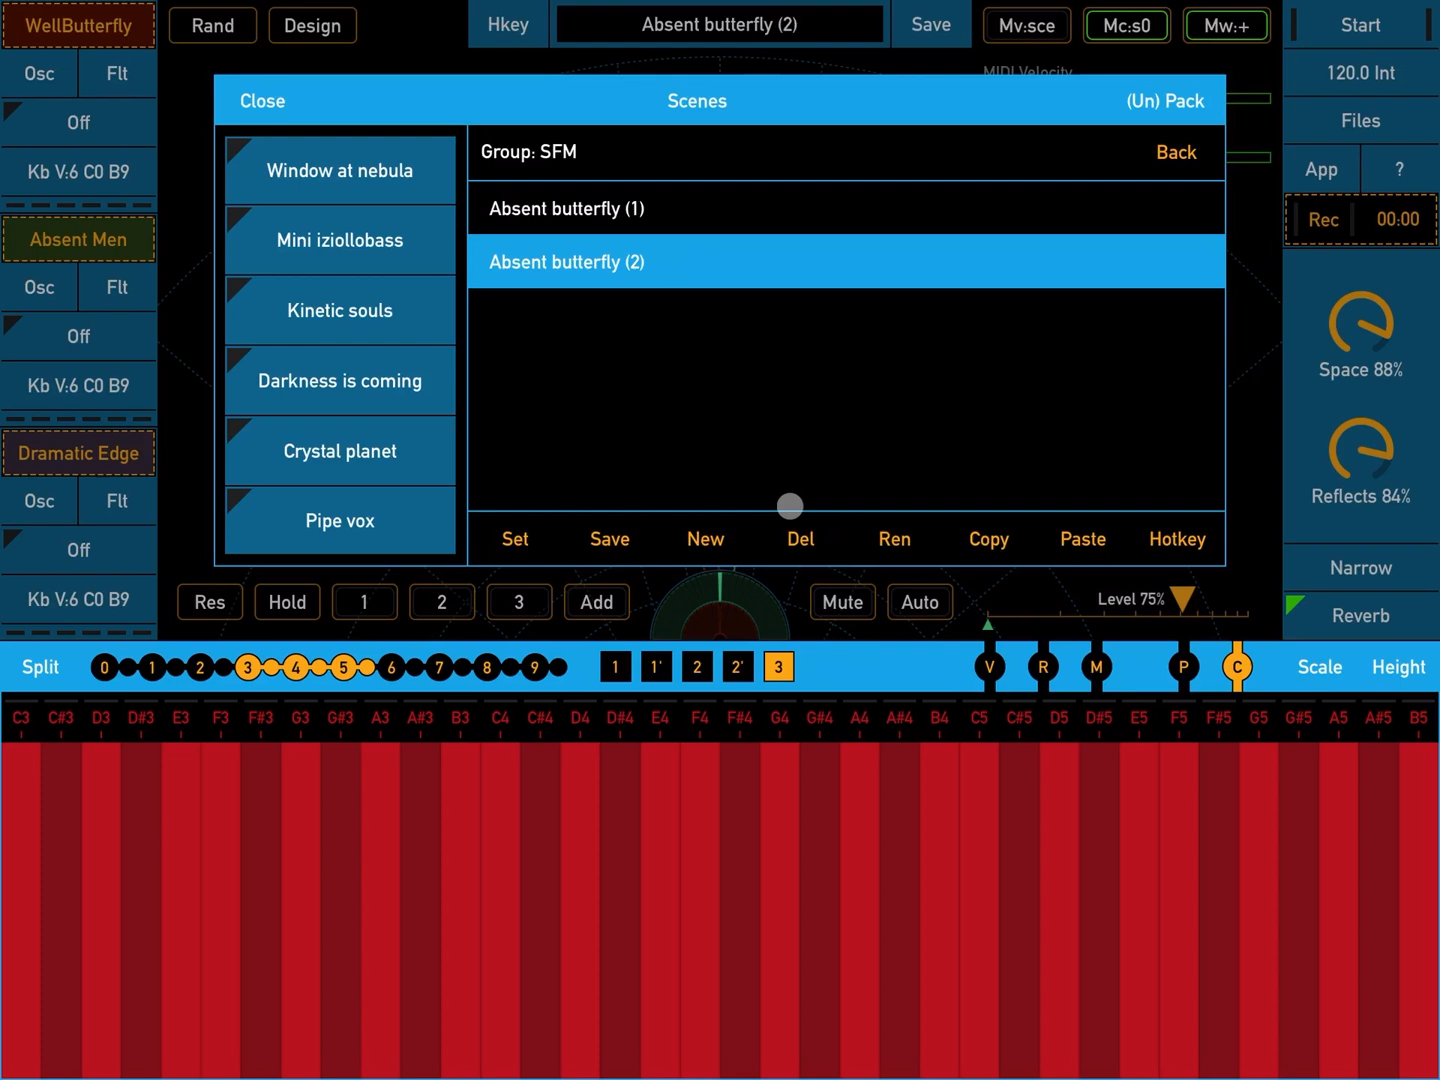 WellButterfly
Rand
Design
Hkey
Absent butterfly (2)
Save
Mv:sce
Mc:s0
Mw:+
Start
Osc
Flt
120.0 Int
MIDI Velocity
Close
Scenes
(Un) Pack
Off
Files
Window at nebula
Group: SFM
Back
Kb V:6 C0 B9
App
?
Absent butterfly (1)
Rec
00:00
Absent Men
Mini iziollobass
Absent butterfly (2)
Osc
Flt
Kinetic souls
Off
Space 88%
Kb V:6 C0 B9
Darkness is coming
Dramatic Edge
Crystal planet
Osc
Flt
Reflects 84%
Pipe vox
Off
Set
Save
New
Del
Ren
Copy
Paste
Hotkey
Narrow
Kb V:6 C0 B9
Res
Hold
1
2
3
Add
Mute
Auto
Level 75%
Reverb
Split
0 1 2 3 4 5 6 7 8 9
1 1' 2 2' 3
V R M P C
Scale
Height
C3 C#3 D3 D#3 E3 F3 F#3 G3 G#3 A3 A#3 B3 C4 C#4 D4 D#4 E4 F4 F#4 G4 G#4 A4 A#4 B4 C5 C#5 D5 D#5 E5 F5 F#5 G5 G#5 A5 A#5 B5